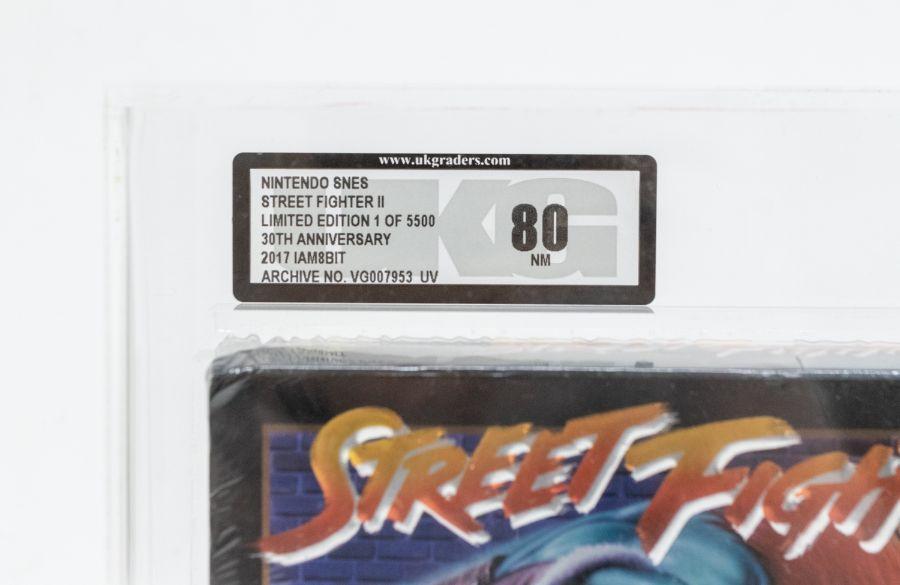 www.ukgraders.com
NINTENDO SNES
STREET FIGHTER II
LIMITED EDITION 1 OF 5500
30TH ANNIVERSARY
2017 IAM8BIT
ARCHIVE NO. VG007953 UV
UKG
80
NM
STREET FIGH